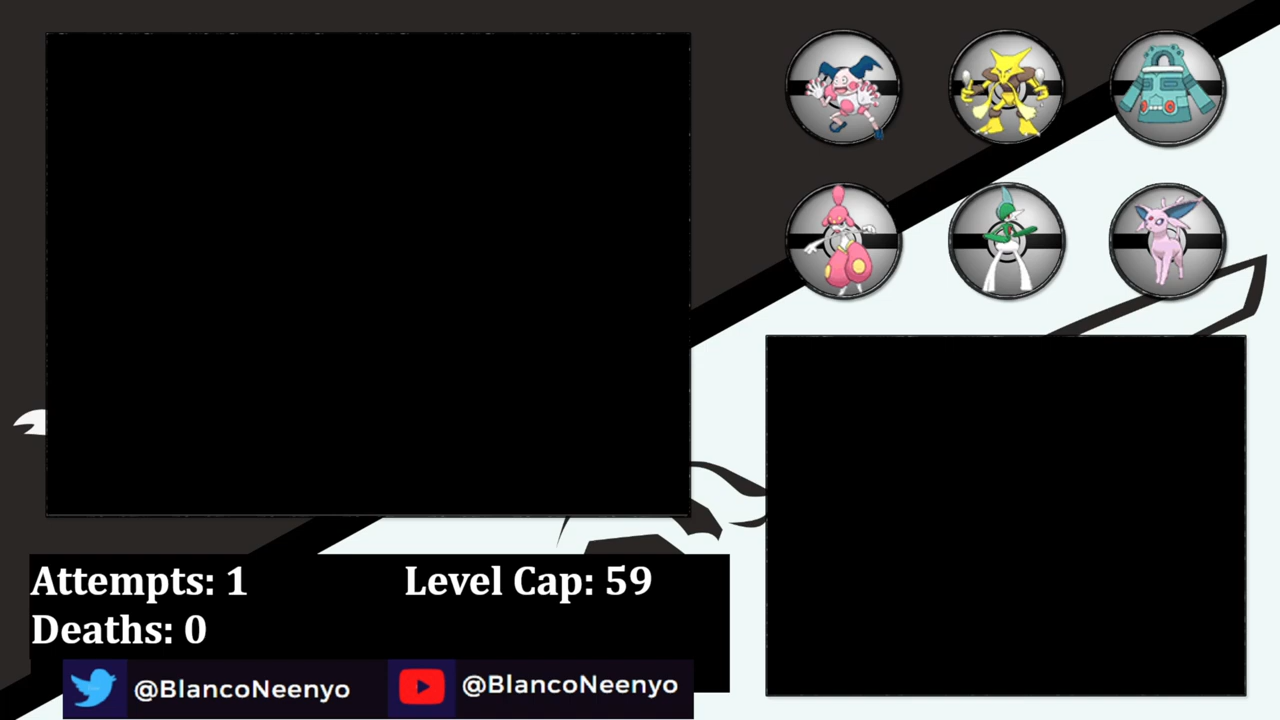 Attempts: 1
Level Cap: 59
Deaths: 0
@BlancoNeenyo
@BlancoNeenyo